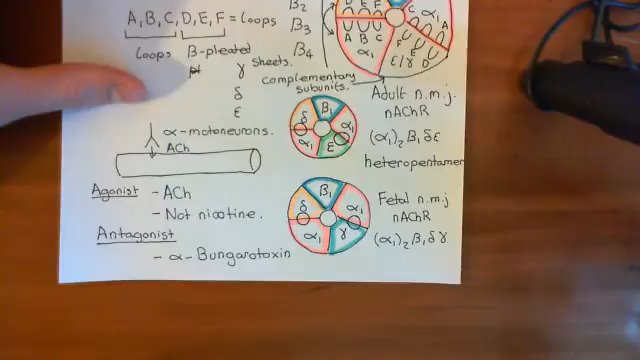 β₂
A,B,C,D,E,F = loops
β₃
Loops β-pleated
sheets.
β₄
γ
δ
ε
D E F
A B C
α₁
C α₁
A
F
E
D
ε/γ
complementary
subunits.
α-motoneurons.
ACh
β₁
δ
α₁
α₁
ε
Adult n.m.j.
nAChR
(α₁)₂ β₁ δ ε
heteropentamer
Agonist - ACh
- Not nicotine.
Antagonist
- α-Bungarotoxin
β₁
δ
α₁
α₁
γ
Fetal n.m.j
nAChR
(α₁)₂ β₁ δ γ